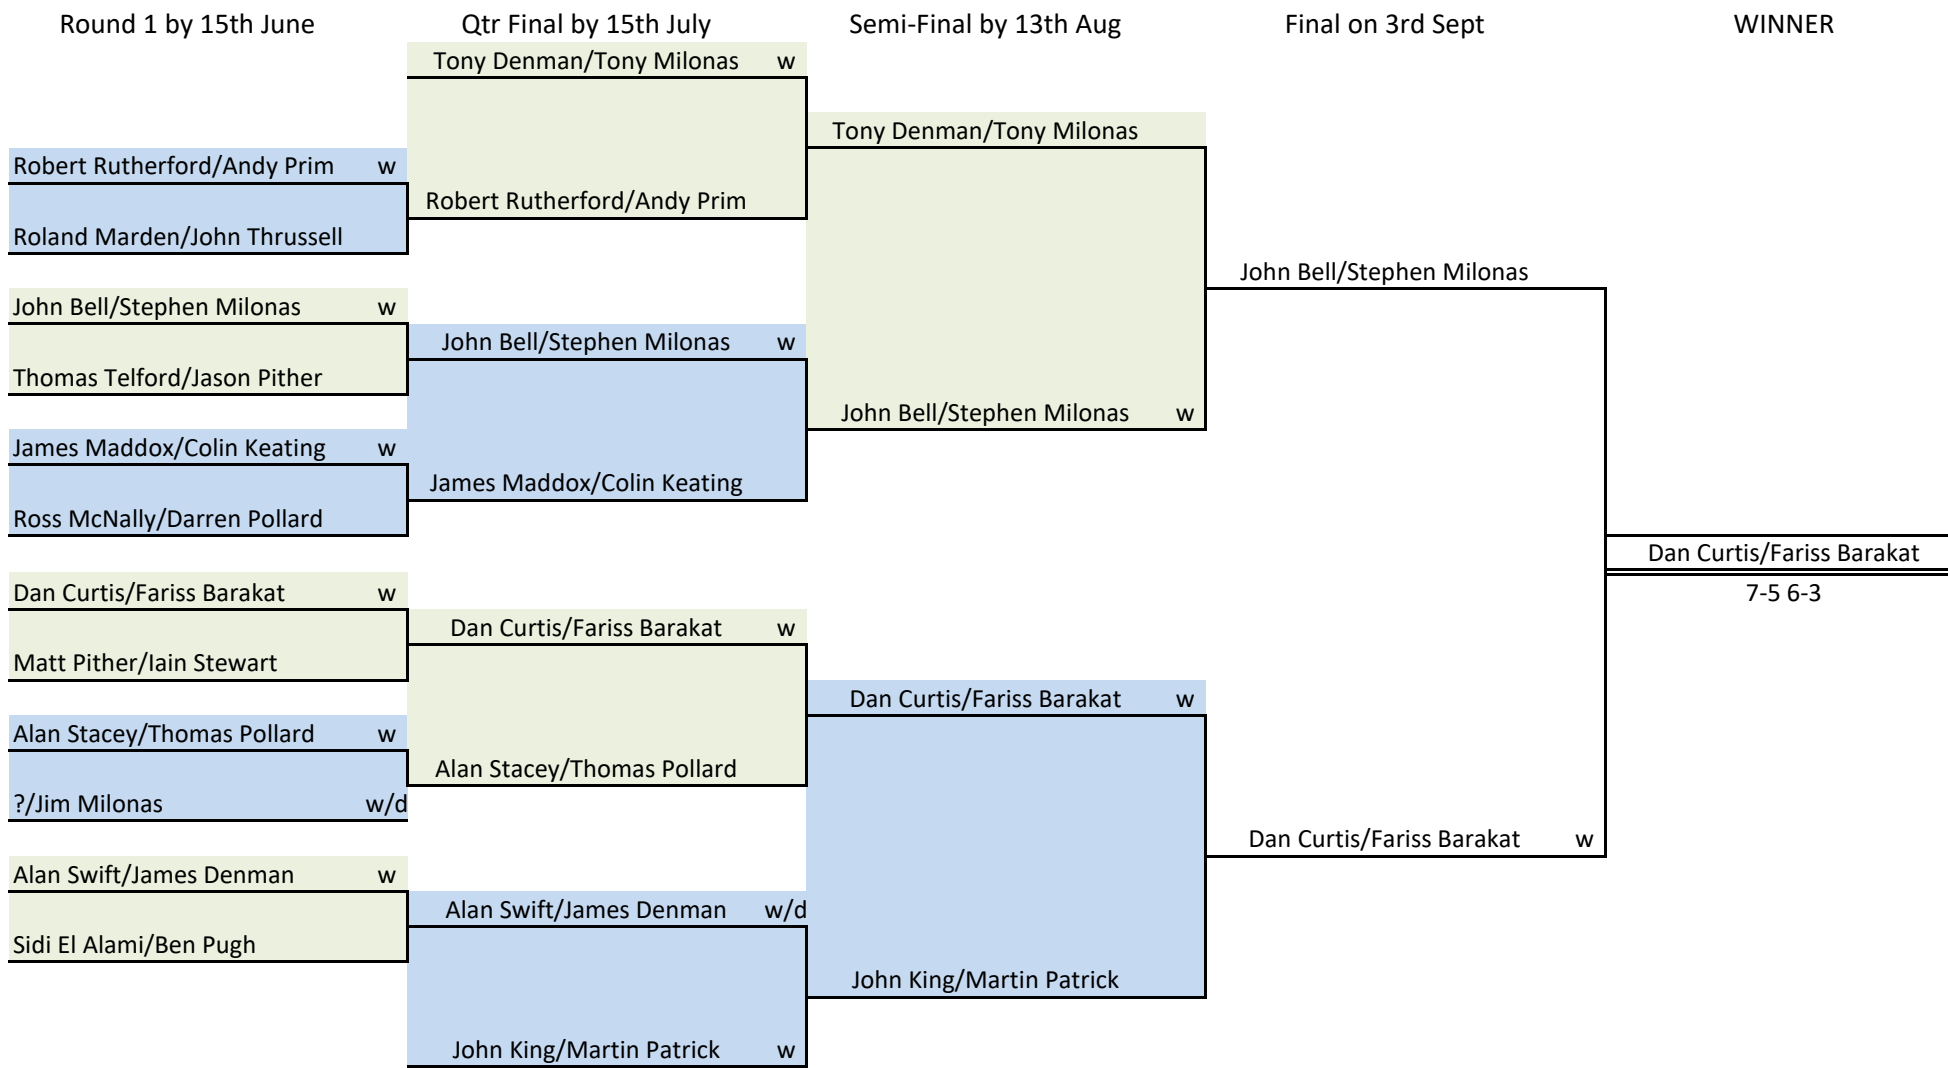 Round 1 by 15th June Qtr Final by 15th July Semi-Final by 13th Aug Final on 3rd Sept WINNER
Tony Denman/Tony Milonas w
Tony Denman/Tony Milonas
Robert Rutherford/Andy Prim w
Robert Rutherford/Andy Prim
Roland Marden/John Thrussell
John Bell/Stephen Milonas
John Bell/Stephen Milonas w
John Bell/Stephen Milonas w
Thomas Telford/Jason Pither
John Bell/Stephen Milonas w
James Maddox/Colin Keating w
James Maddox/Colin Keating
Ross McNally/Darren Pollard
Dan Curtis/Fariss Barakat
Dan Curtis/Fariss Barakat w
7-5 6-3
Dan Curtis/Fariss Barakat w
Matt Pither/Iain Stewart
Dan Curtis/Fariss Barakat w
Alan Stacey/Thomas Pollard w
Alan Stacey/Thomas Pollard
?/Jim Milonas w/d
Dan Curtis/Fariss Barakat w
Alan Swift/James Denman w
Alan Swift/James Denman w/d
Sidi El Alami/Ben Pugh
John King/Martin Patrick
John King/Martin Patrick w